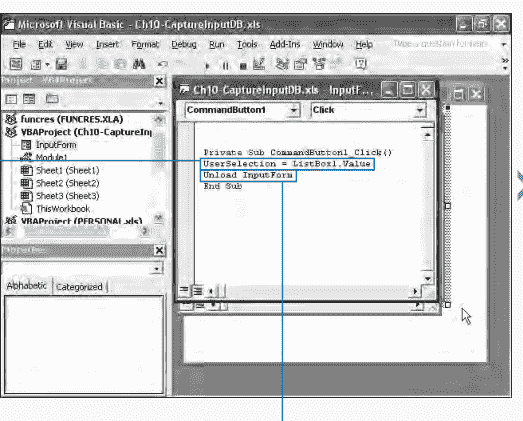 Microsoft Visual Basic - Ch10-CaptureInputDB.xls
File Edit View Insert Format Debug Run Tools Add-Ins Window Help
funcres (FUNCRES.XLA)
VBAProject (Ch10-CaptureInp
InputForm
Module1
Sheet1 (Sheet1)
Sheet2 (Sheet2)
Sheet3 (Sheet3)
ThisWorkbook
VBAProject (PERSONAL.xls)
Alphabetic Categorized
Ch10-CaptureInputDB.xls InputF...
CommandButton1 Click
Private Sub CommandButton1_Click()
UserSelection = ListBox1.Value
Unload InputForm
End Sub